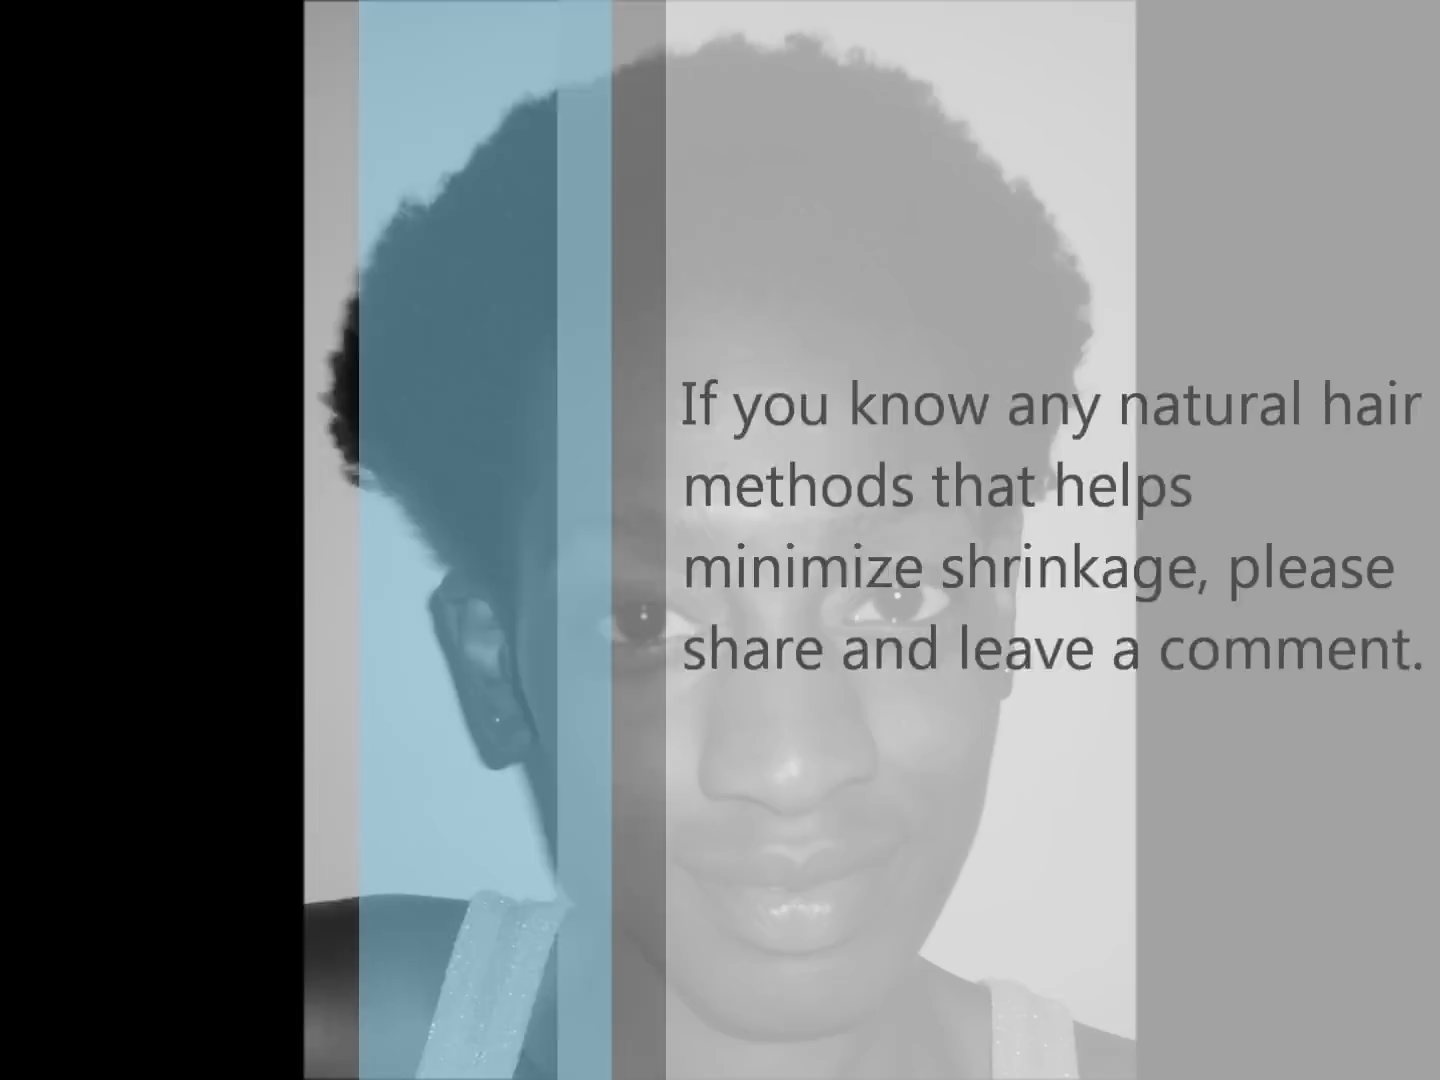 If you know any natural hair
methods that helps
minimize shrinkage, please
share and leave a comment.